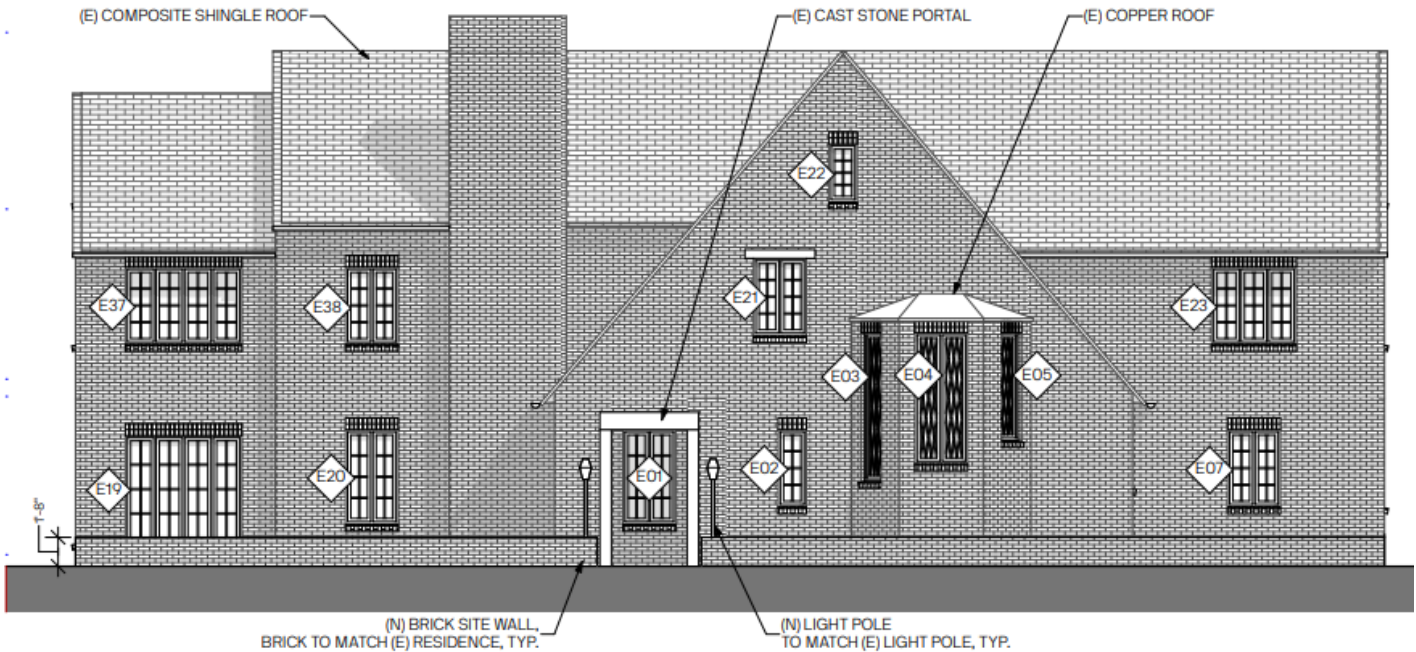 (E) COMPOSITE SHINGLE ROOF
(E) CAST STONE PORTAL
(E) COPPER ROOF
E22
E37
E38
E21
E23
E03
E04
E05
E19
E20
E01
E02
E07
1'-8"
(N) BRICK SITE WALL,
BRICK TO MATCH (E) RESIDENCE, TYP.
(N) LIGHT POLE
TO MATCH (E) LIGHT POLE, TYP.